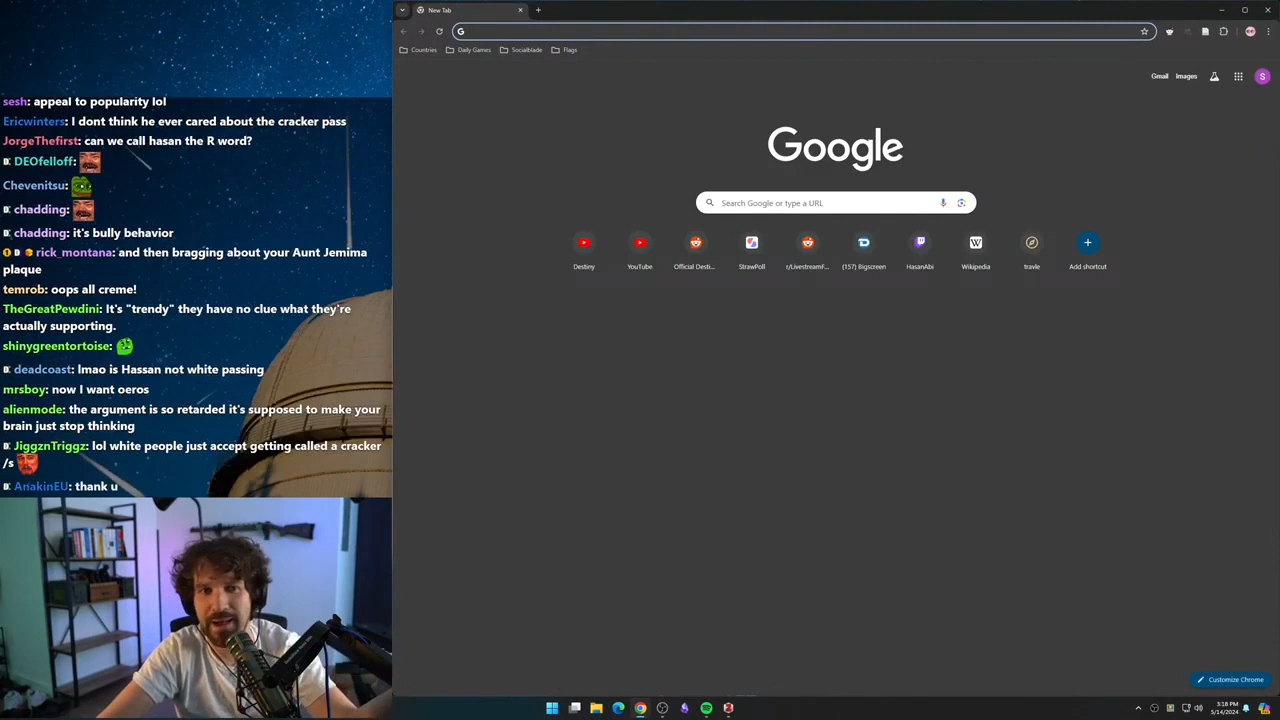 sesh: appeal to popularity lol
Ericwinters: I dont think he ever cared about the cracker pass
JorgeThefirst: can we call hasan the R word?
DEOfelloff:
Chevenitsu:
chadding:
chadding: it's bully behavior
rick_montana: and then bragging about your Aunt Jemima
plaque
temrob: oops all creme!
TheGreatPewdini: It's "trendy" they have no clue what they're
actually supporting.
shinygreentortoise:
deadcoast: lmao is Hassan not white passing
mrsboy: now I want oeros
alienmode: the argument is so retarded it's supposed to make your
brain just stop thinking
JiggznTriggz: lol white people just accept getting called a cracker
/s
AnakinEU: thank u
New Tab
Countries
Daily Games
Socialblade
Flags
Gmail
Images
S
Google
Search Google or type a URL
Destiny
YouTube
Official Desti...
StrawPoll
r/LivestreamF...
(157) Bigscreen
HasanAbi
Wikipedia
travle
Add shortcut
Customize Chrome
3:18 PM
5/14/2024